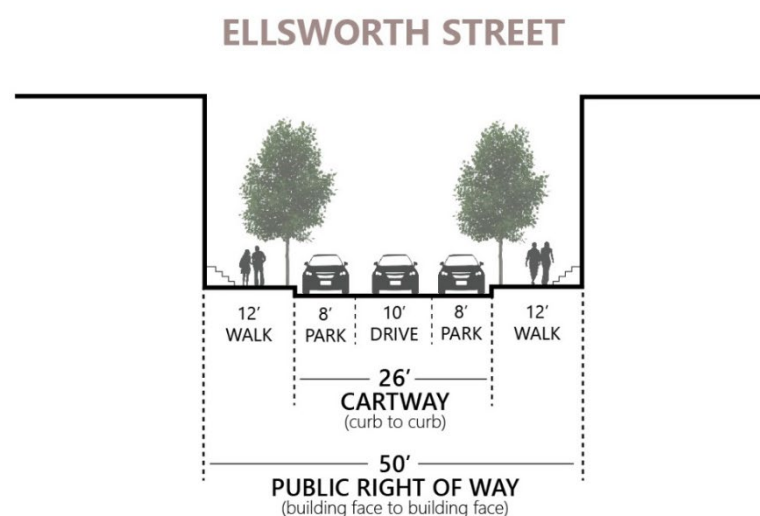 ELLSWORTH STREET
12’ 8’ 10’ 8’ 12’
WALK PARK DRIVE PARK WALK
26’
CARTWAY
(curb to curb)
50’
PUBLIC RIGHT OF WAY
(building face to building face)